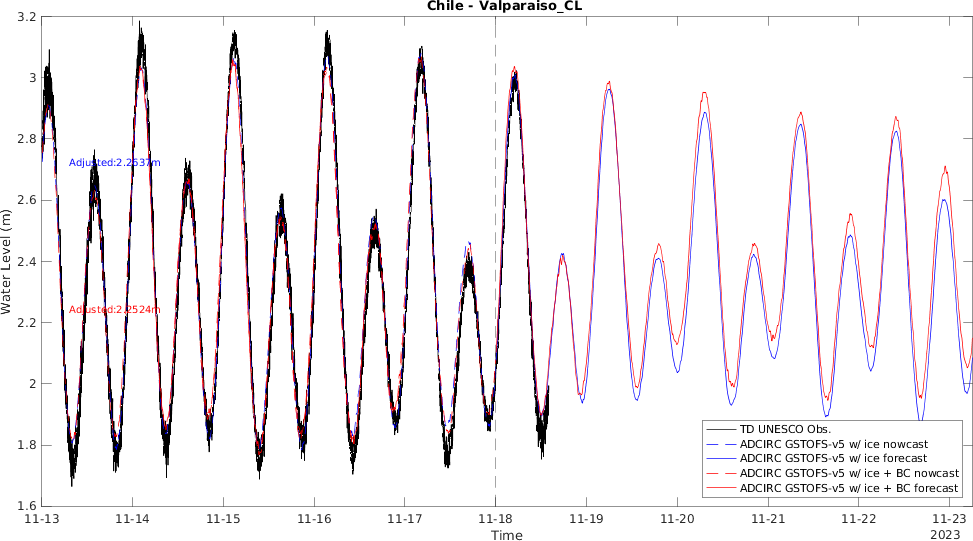 Chile - Valparaiso_CL
3.2
3
2.8
2.6
2.4
2.2
2
1.8
1.6
Water Level (m)
Adjusted:2.2637m
Adjusted:2.2524m
TD UNESCO Obs.
ADCIRC GSTOFS-v5 w/ ice nowcast
ADCIRC GSTOFS-v5 w/ ice forecast
ADCIRC GSTOFS-v5 w/ ice + BC nowcast
ADCIRC GSTOFS-v5 w/ ice + BC forecast
11-13 11-14 11-15 11-16 11-17 11-18 11-19 11-20 11-21 11-22 11-23
Time
2023